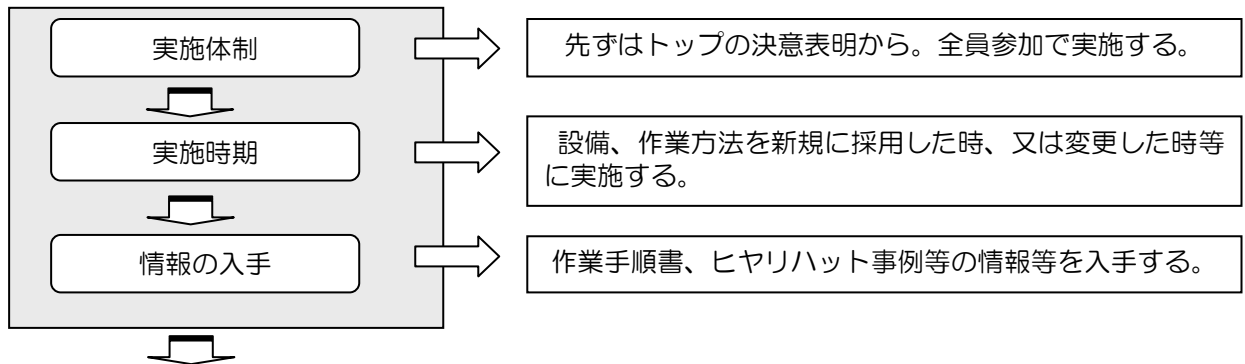 実施体制
先ずはトップの決意表明から。全員参加で実施する。
実施時期
設備、作業方法を新規に採用した時、又は変更した時等
に実施する。
情報の入手
作業手順書、ヒヤリハット事例等の情報等を入手する。